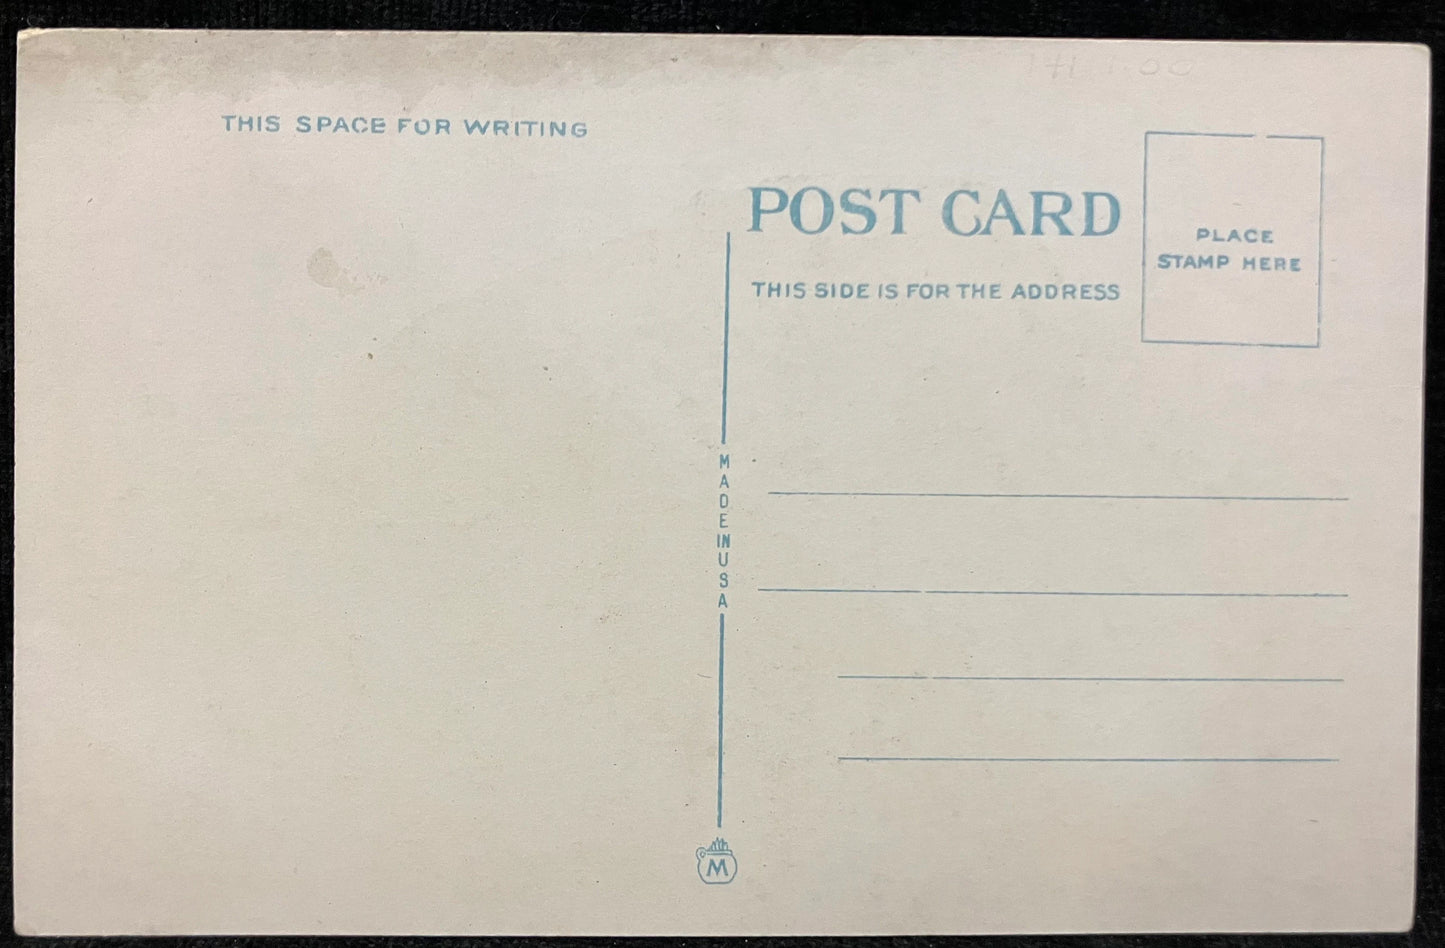 THIS SPACE FOR WRITING
POST CARD
THIS SIDE IS FOR THE ADDRESS
PLACE
STAMP HERE
MADE IN USA
M